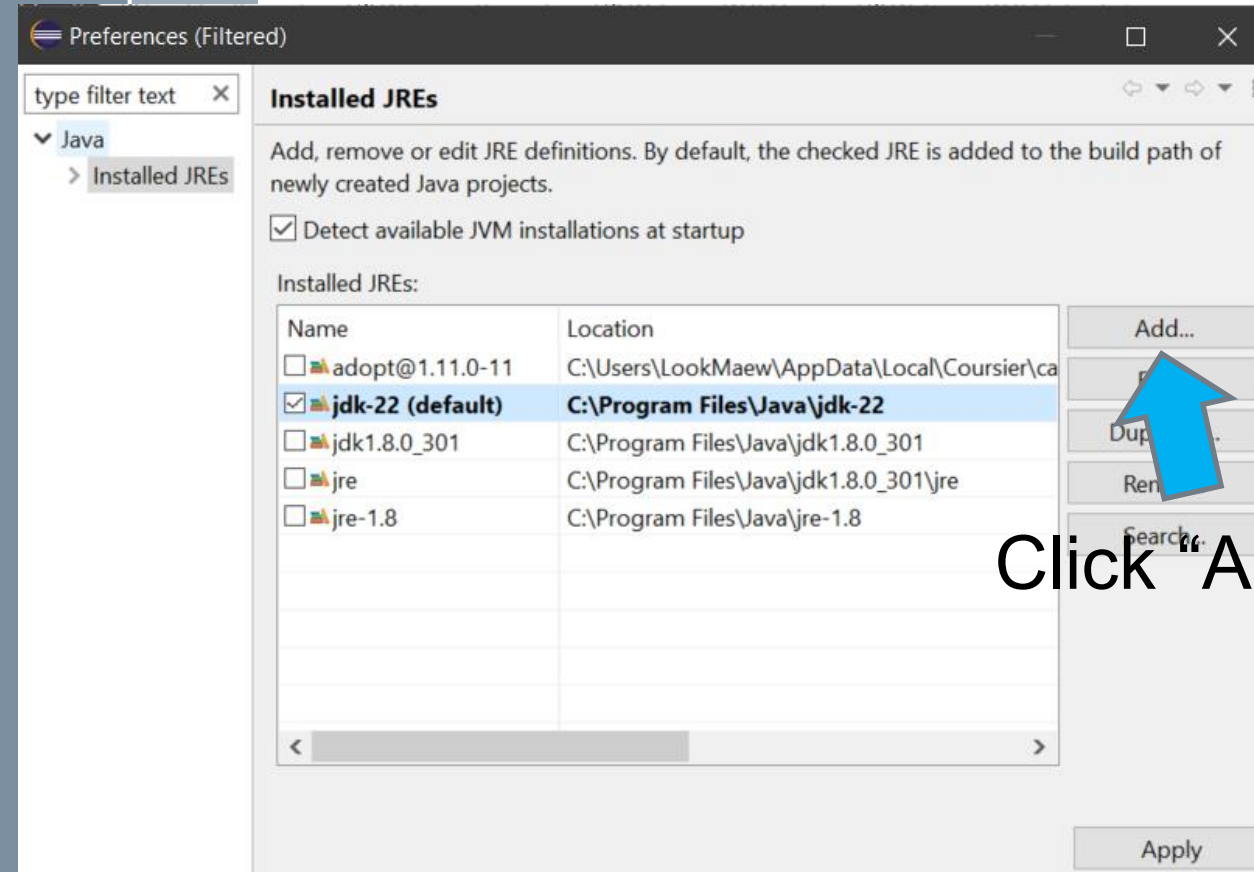 Preferences (Filtered)
type filter text
Installed JREs
Java
Installed JREs
Add, remove or edit JRE definitions. By default, the checked JRE is added to the build path of
newly created Java projects.
Detect available JVM installations at startup
Installed JREs:
Name Location
adopt@1.11.0-11 C:\Users\LookMaew\AppData\Local\Coursier\ca
jdk-22 (default) C:\Program Files\Java\jdk-22
jdk1.8.0_301 C:\Program Files\Java\jdk1.8.0_301
jre C:\Program Files\Java\jdk1.8.0_301\jre
jre-1.8 C:\Program Files\Java\jre-1.8
Add...
Search...
Click “A
Apply